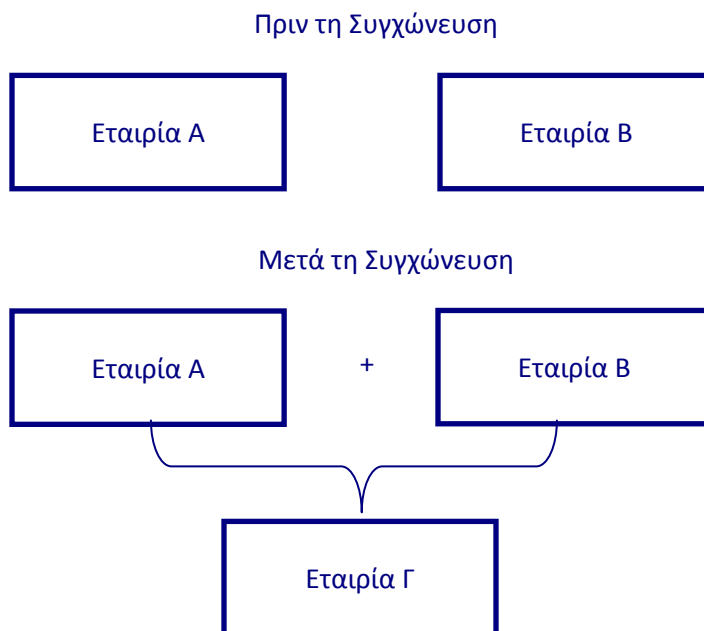 Πριν τη Συγχώνευση
Εταιρία Α
Εταιρία Β
Μετά τη Συγχώνευση
Εταιρία Α
+
Εταιρία Β
Εταιρία Γ